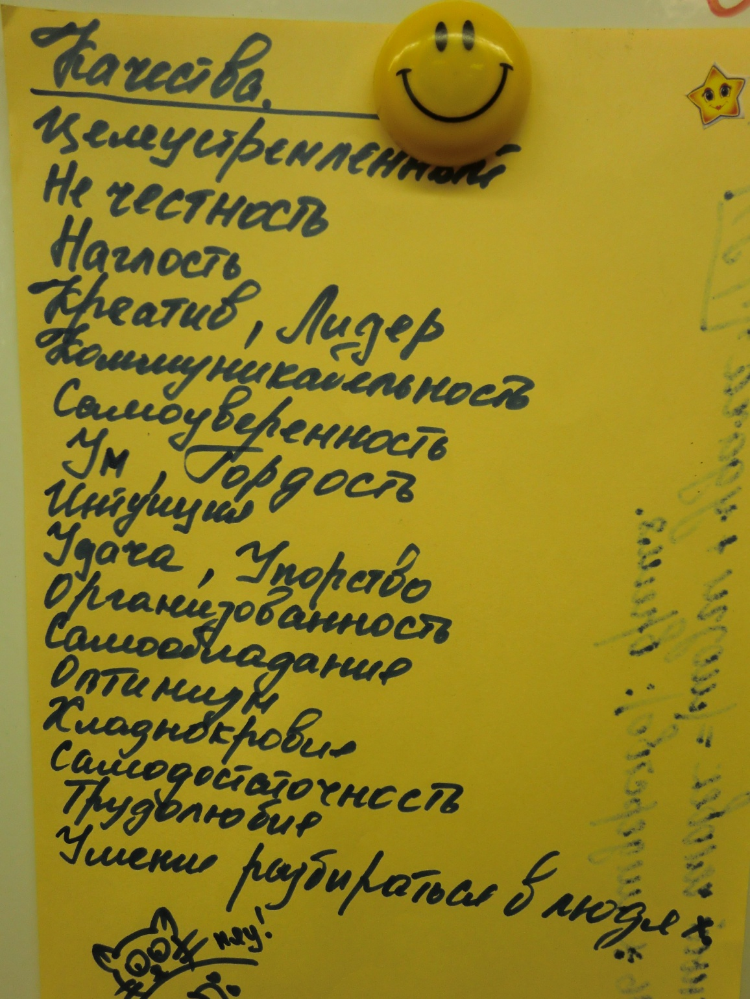 Качества.
Целеустремленный
Не честность
Наглость
Креатив, Лидер
Коммуникабельность
Самоуверенность
Ум, Гордость
Интуиция
Удача, Упорство
Организованность
Самообладание
Оптимизм
Хладнокровие
Самодостаточность
Трудолюбие
Умение разбираться в людях
мяу!